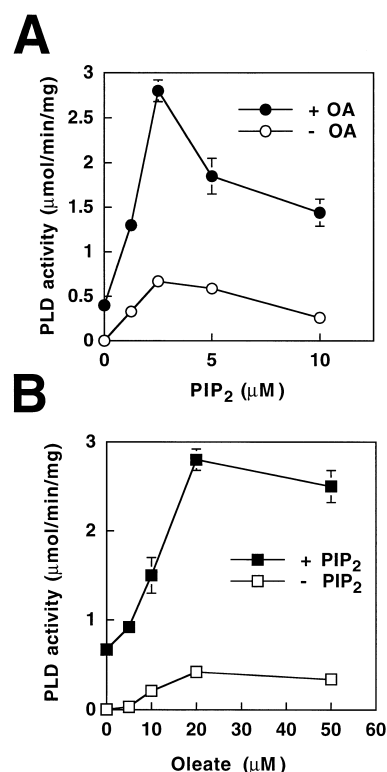 A
PLD activity (μmol/min/mg)
3
2.5
2
1.5
1
0.5
0
+ OA
- OA
0
5
10
PIP2 (μM)
B
PLD activity (μmol/min/mg)
3
2
1
0
+ PIP2
- PIP2
0 10 20 30 40 50 60
Oleate (μM)